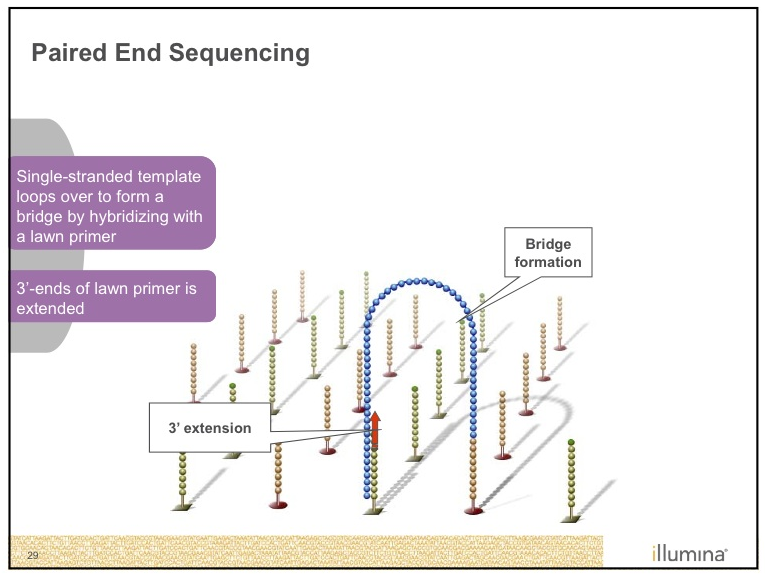 Paired End Sequencing
Single-stranded template
loops over to form a
bridge by hybridizing with
a lawn primer
3’-ends of lawn primer is
extended
Bridge
formation
3’ extension
29
illumina®